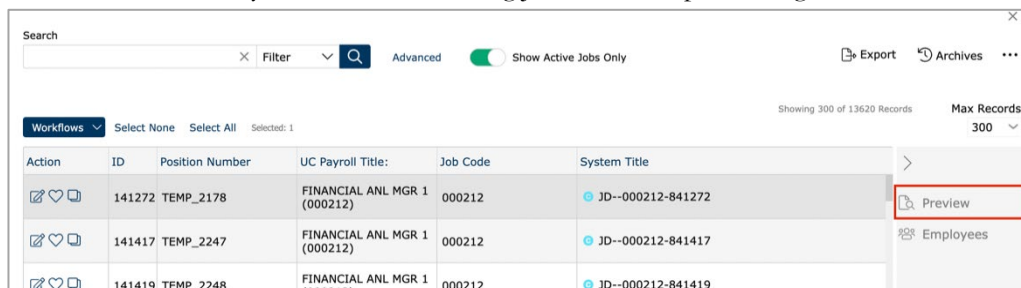 Search
Filter
Advanced
Show Active Jobs Only
Export
Archives
Showing 300 of 13620 Records
Max Records
300
Workflows
Select None
Select All
Selected: 1
Action ID Position Number UC Payroll Title: Job Code System Title
141272 TEMP_2178 FINANCIAL ANL MGR 1 000212 JD--000212-841272
(000212)
Preview
141417 TEMP_2247 FINANCIAL ANL MGR 1 000212 JD--000212-841417
(000212)
Employees
141419 TEMP_2248 FINANCIAL ANL MGR 1 000212 JD--000212-841419